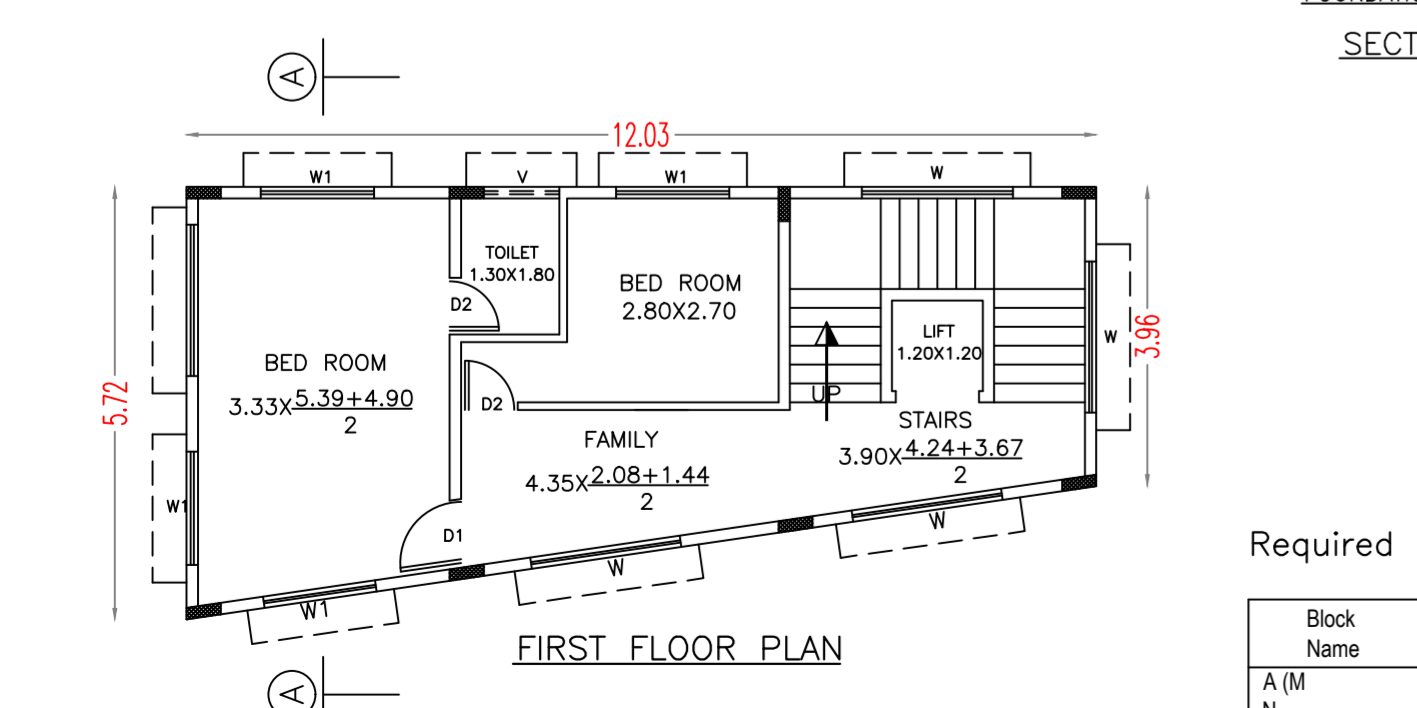 SECT
A
12.03
W1
V
W1
W
TOILET
1.30X1.80
BED ROOM
2.80X2.70
D2
LIFT
1.20X1.20
W
3.96
BED ROOM
3.33X5.39+4.90
2
5.72
D2
UP
FAMILY
4.35X2.08+1.44
2
STAIRS
3.90X4.24+3.67
2
W1
D1
W
W
W1
FIRST FLOOR PLAN
A
Required
Block
Name
A (M